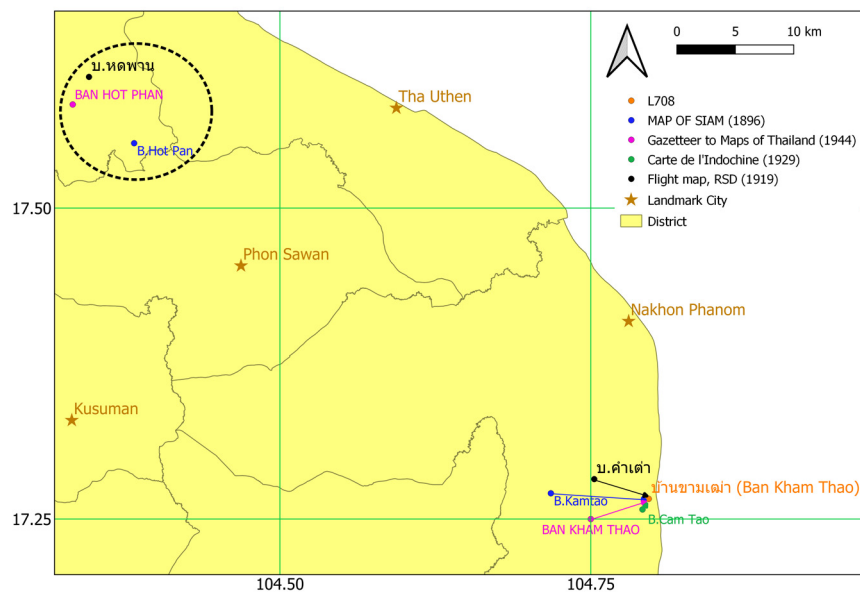 0 5 10 km
บ.หดพวน
BAN HOT PHAN
B.Hot Pan
Tha Uthen
L708
MAP OF SIAM (1896)
Gazetteer to Maps of Thailand (1944)
Carte de l'Indochine (1929)
Flight map, RSD (1919)
Landmark City
District
17.50
Phon Sawan
Nakhon Phanom
Kusuman
บ.คำเต่า
บ้านขามเฒ่า (Ban Kham Thao)
B.Kamtao
B.Cam Tao
BAN KHAM THAO
17.25
104.50
104.75